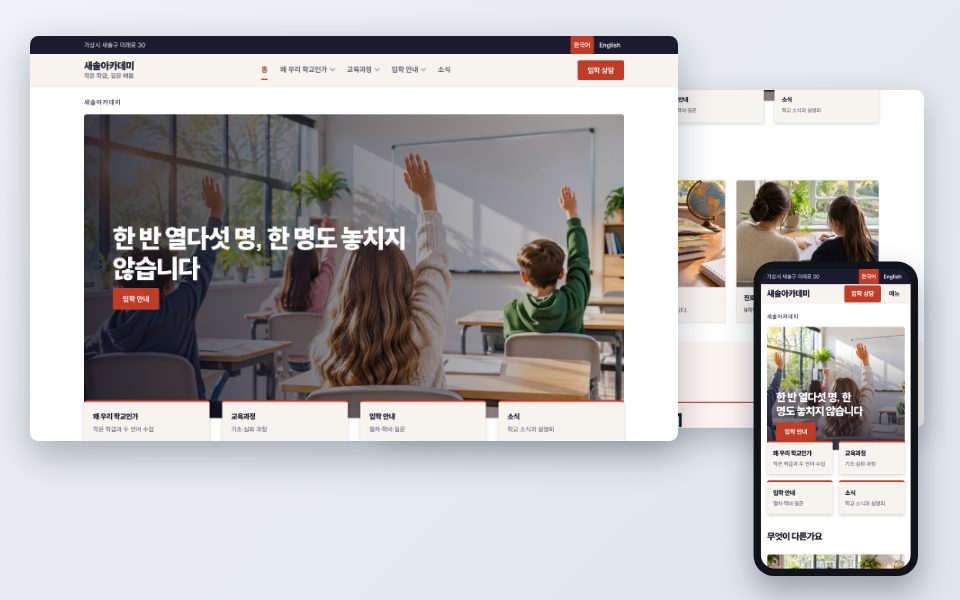 가상시 새솔구 미래로 30
한국어 English
새솔아카데미
작은 학급, 깊은 배움
홈 왜 우리 학교인가 교육과정 입학 안내 소식
입학 상담
새솔아카데미
한 반 열다섯 명, 한 명도 놓치지
않습니다
입학 안내
왜 우리 학교인가
작은 학급과 두 언어 수업
교육과정
기초·심화 과정
입학 안내
절차·학비·질문
소식
학교 소식과 설명회
안내
학비·질문
소식
학교 소식과 설명회
가상시 새솔구 미래로 30
한국어 English
새솔아카데미
입학 상담
메뉴
새솔아카데미
한 반 열다섯 명, 한
명도 놓치지 않습니다
입학 안내
왜 우리 학교인가
작은 학급과 두 언어 수업
교육과정
기초·심화 과정
입학 안내
절차·학비·질문
소식
학교 소식과 설명회
무엇이 다른가요